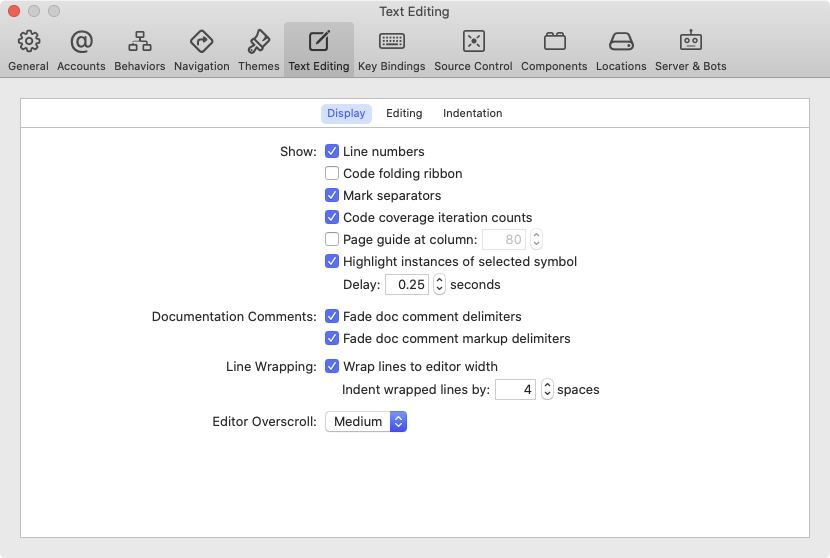 Text Editing
General Accounts Behaviors Navigation Themes Text Editing Key Bindings Source Control Components Locations Server & Bots
Display Editing Indentation
Show: Line numbers
Code folding ribbon
Mark separators
Code coverage iteration counts
Page guide at column: 80
Highlight instances of selected symbol
Delay: 0.25 seconds
Documentation Comments: Fade doc comment delimiters
Fade doc comment markup delimiters
Line Wrapping: Wrap lines to editor width
Indent wrapped lines by: 4 spaces
Editor Overscroll: Medium